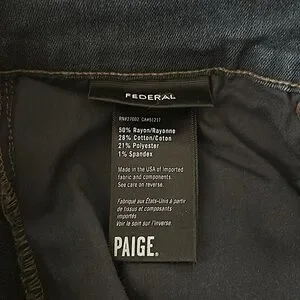 FEDERAL
50% Rayon/Rayonne
28% Cotton/Coton
21% Polyester
1% Spandex
Made in the USA of imported
fabric and components.
See care on reverse.
Fabriqué aux États-Unis à partir
de tissus et composants
importés
Voir le soin sur l'inverse.
PAIGE®